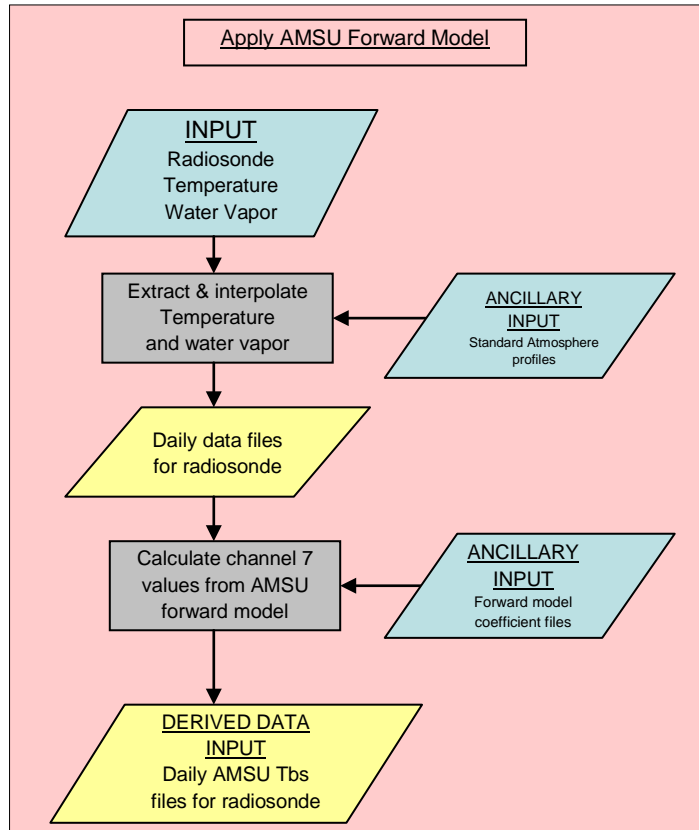 Apply AMSU Forward Model
INPUT
Radiosonde
Temperature
Water Vapor
Extract & interpolate
Temperature
and water vapor
ANCILLARY
INPUT
Standard Atmosphere
profiles
Daily data files
for radiosonde
Calculate channel 7
values from AMSU
forward model
ANCILLARY
INPUT
Forward model
coefficient files
DERIVED DATA
INPUT
Daily AMSU Tbs
files for radiosonde